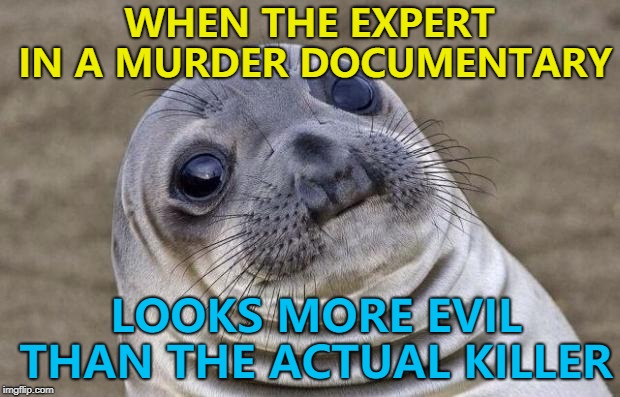 WHEN THE EXPERT
IN A MURDER DOCUMENTARY
LOOKS MORE EVIL
THAN THE ACTUAL KILLER
imgflip.com